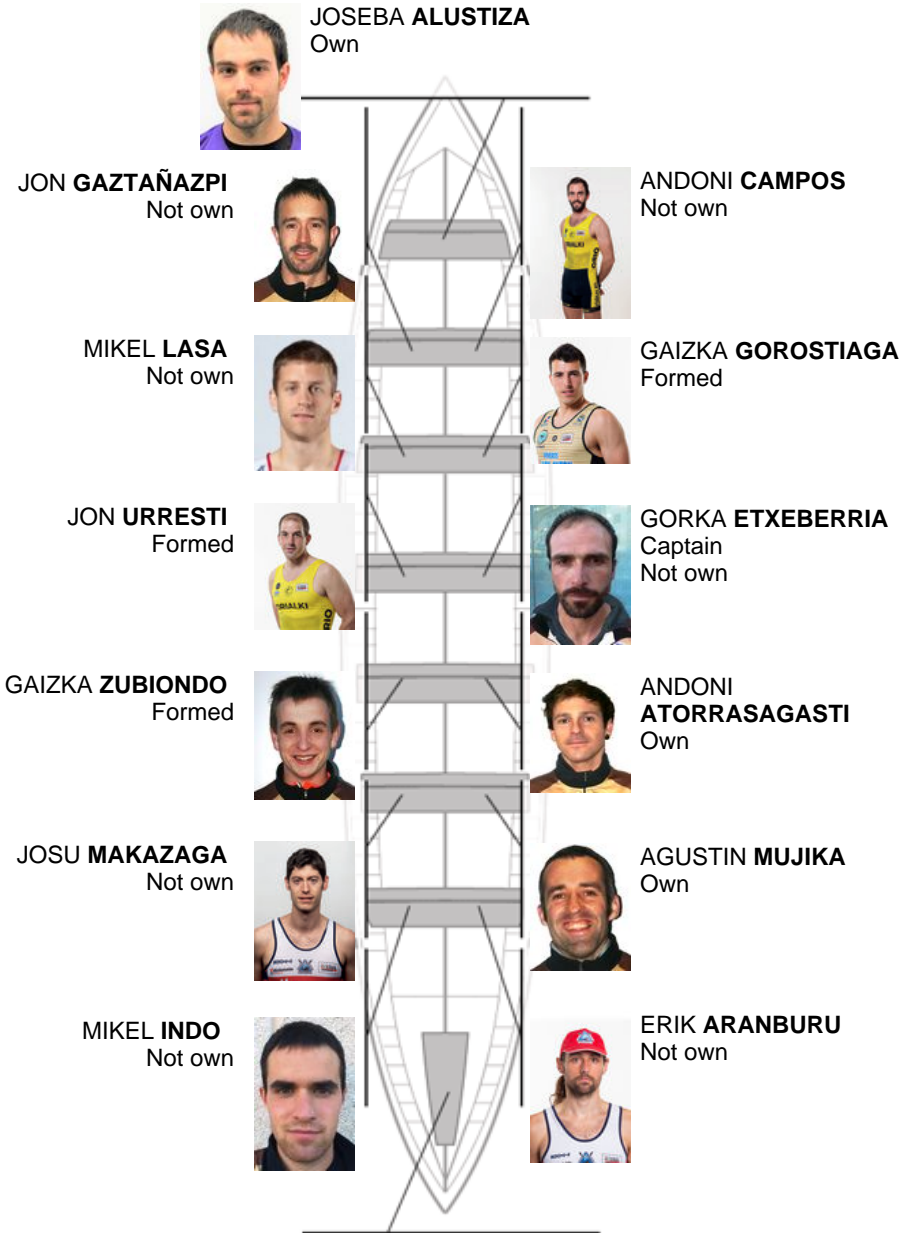 JOSEBA ALUSTIZA
Own
JON GAZTAÑAZPI
Not own
ANDONI CAMPOS
Not own
MIKEL LASA
Not own
GAIZKA GOROSTIAGA
Formed
JON URRESTI
Formed
GORKA ETXEBERRIA
Captain
Not own
GAIZKA ZUBIONDO
Formed
ANDONI
ATORRASAGASTI
Own
JOSU MAKAZAGA
Not own
AGUSTIN MUJIKA
Own
MIKEL INDO
Not own
ERIK ARANBURU
Not own